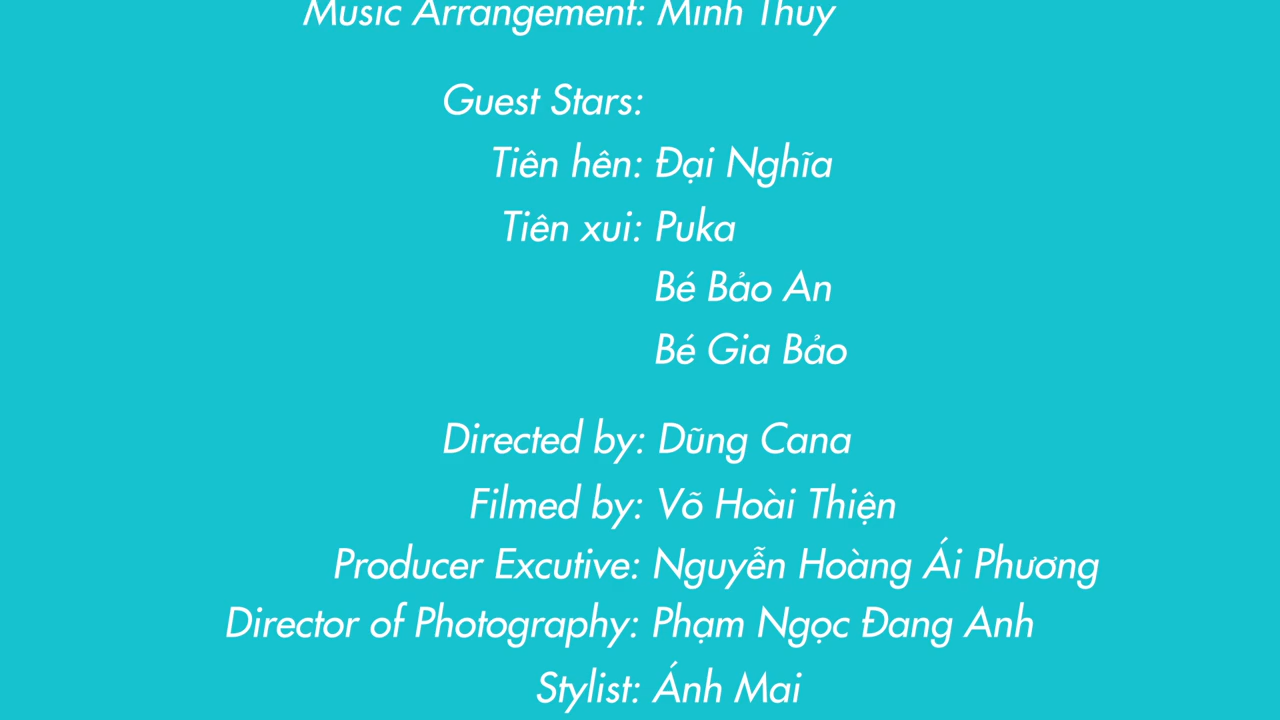 Music Arrangement: Minh Thuy
Guest Stars:
Tiên hên: Đại Nghĩa
Tiên xui: Puka
Bé Bảo An
Bé Gia Bảo
Directed by: Dũng Cana
Filmed by: Võ Hoài Thiện
Producer Excutive: Nguyễn Hoàng Ái Phương
Director of Photography: Phạm Ngọc Đang Anh
Stylist: Ánh Mai